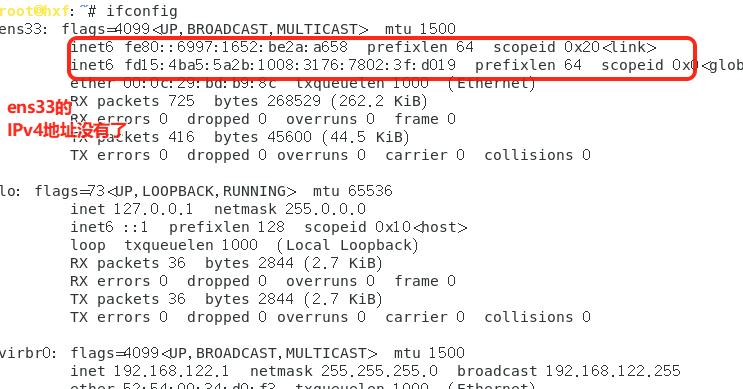 root@hxf:~# ifconfig
ens33: flags=4099<UP,BROADCAST,MULTICAST> mtu 1500
inet6 fe80::6997:1652:be2a:a658 prefixlen 64 scopeid 0x20<link>
inet6 fd15:4ba5:5a2b:1008:3176:7802:3f:d019 prefixlen 64 scopeid 0x0<glob
ether 00:0c:29:bd:b9:8c txqueuelen 1000 (Ethernet)
ens33的
RX packets 725 bytes 268529 (262.2 KiB)
RX errors 0 dropped 0 overruns 0 frame 0
IPv4地址没有了
TX packets 416 bytes 45600 (44.5 KiB)
TX errors 0 dropped 0 overruns 0 carrier 0 collisions 0
lo: flags=73<UP,LOOPBACK,RUNNING> mtu 65536
inet 127.0.0.1 netmask 255.0.0.0
inet6 ::1 prefixlen 128 scopeid 0x10<host>
loop txqueuelen 1000 (Local Loopback)
RX packets 36 bytes 2844 (2.7 KiB)
RX errors 0 dropped 0 overruns 0 frame 0
TX packets 36 bytes 2844 (2.7 KiB)
TX errors 0 dropped 0 overruns 0 carrier 0 collisions 0
virbr0: flags=4099<UP,BROADCAST,MULTICAST> mtu 1500
inet 192.168.122.1 netmask 255.255.255.0 broadcast 192.168.122.255
ether 52:54:00:34:d0:f3 txqueuelen 1000 (Ethernet)